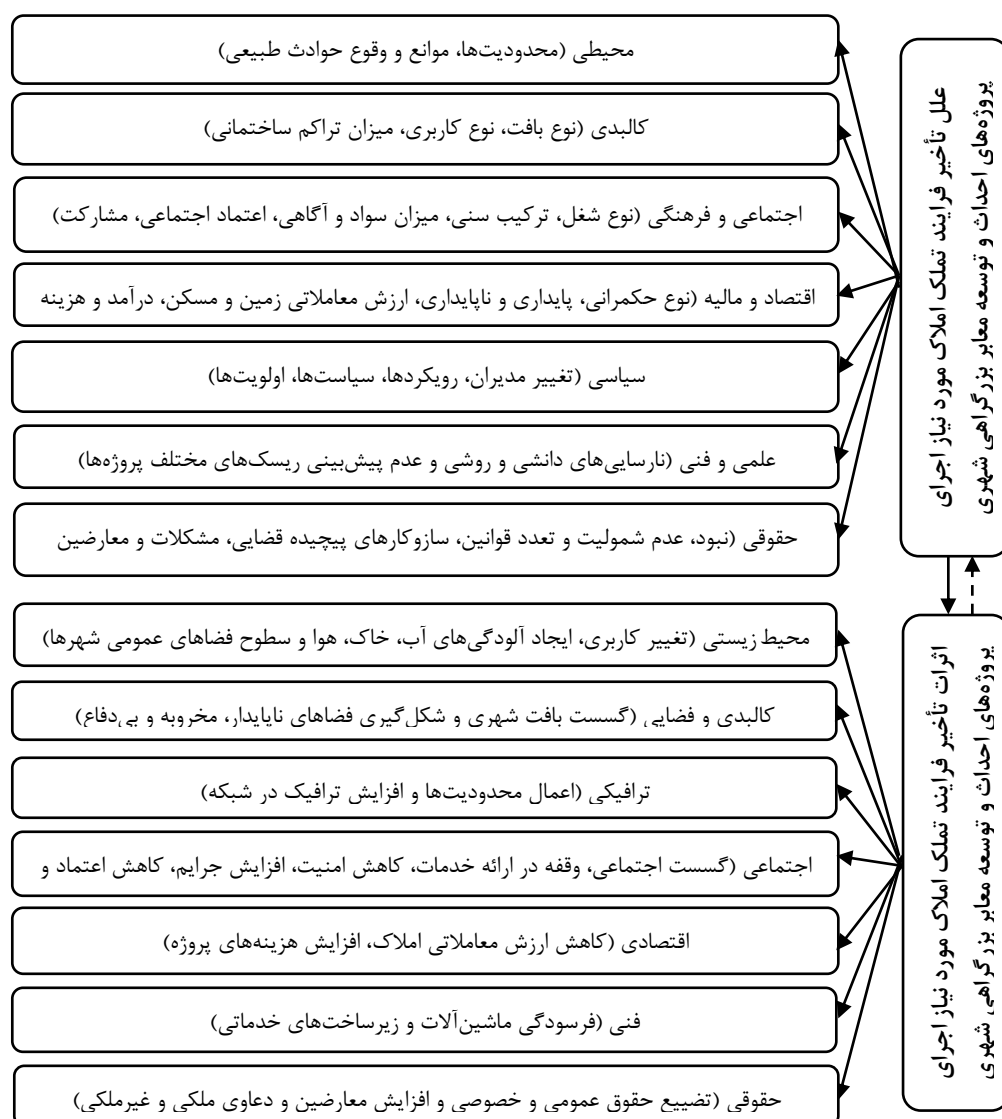 علل تأخیر فرایند تملک املاک مورد نیاز اجرای
پروژه‌های احداث و توسعه معابر بزرگراهی شهری
محیطی (محدودیت‌ها، موانع و وقوع حوادث طبیعی)
کالبدی (نوع بافت، نوع کاربری، میزان تراکم ساختمانی)
اجتماعی و فرهنگی (نوع شغل، ترکیب سنی، میزان سواد و آگاهی، اعتماد اجتماعی، مشارکت)
اقتصاد و مالیه (نوع حکمرانی، پایداری و ناپایداری، ارزش معاملاتی زمین و مسکن، درآمد و هزینه
سیاسی (تغییر مدیران، رویکردها، سیاست‌ها، اولویت‌ها)
علمی و فنی (نارسایی‌های دانشی و روشی و عدم پیش‌بینی ریسک‌های مختلف پروژه‌ها)
حقوقی (نبود، عدم شمولیت و تعدد قوانین، سازوکارهای پیچیده قضایی، مشکلات و معارضین
اثرات تأخیر فرایند تملک املاک مورد نیاز اجرای
پروژه‌های احداث و توسعه معابر بزرگراهی شهری
محیط زیستی (تغییر کاربری، ایجاد آلودگی‌های آب، خاک، هوا و سطوح فضاهای عمومی شهرها)
کالبدی و فضایی (گسست بافت شهری و شکل‌گیری فضاهای ناپایدار، مخروبه و بی‌دفاع)
ترافیکی (اعمال محدودیت‌ها و افزایش ترافیک در شبکه)
اجتماعی (گسست اجتماعی، وقفه در ارائه خدمات، کاهش امنیت، افزایش جرایم، کاهش اعتماد و
اقتصادی (کاهش ارزش معاملاتی املاک، افزایش هزینه‌های پروژه)
فنی (فرسودگی ماشین‌آلات و زیرساخت‌های خدماتی)
حقوقی (تضییع حقوق عمومی و خصوصی و افزایش معارضین و دعاوی ملکی و غیرملکی)